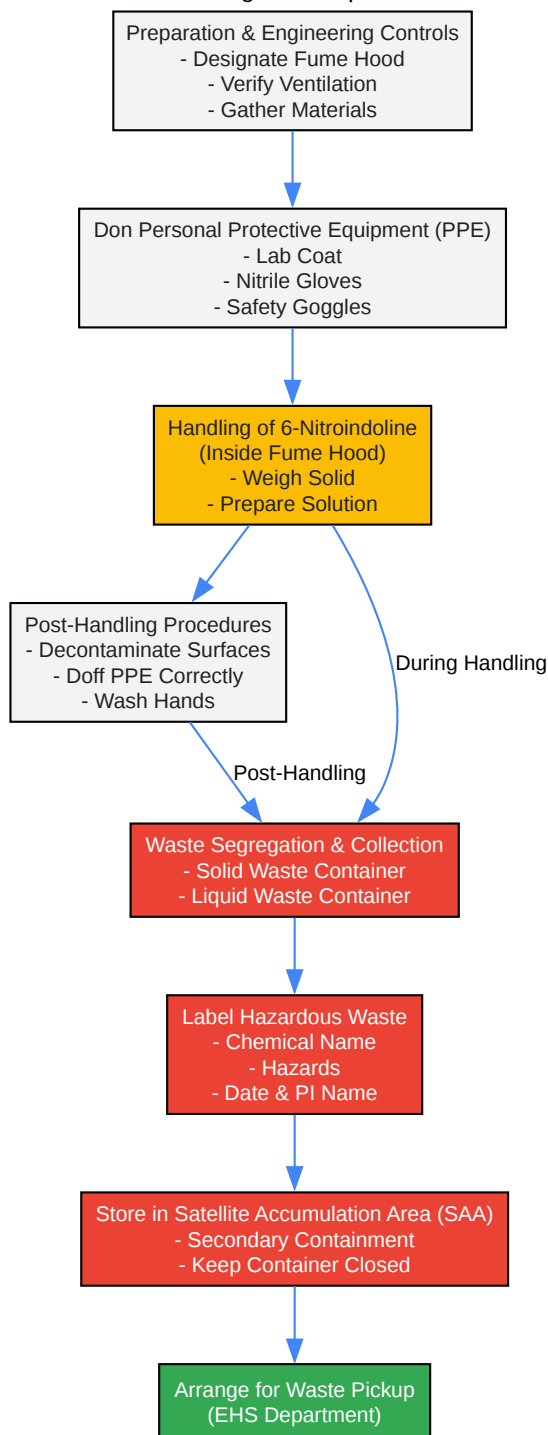 Preparation & Engineering Controls
- Designate Fume Hood
- Verify Ventilation
- Gather Materials
Don Personal Protective Equipment (PPE)
- Lab Coat
- Nitrile Gloves
- Safety Goggles
Handling of 6-Nitroindoline
(Inside Fume Hood)
- Weigh Solid
- Prepare Solution
Post-Handling Procedures
- Decontaminate Surfaces
- Doff PPE Correctly
- Wash Hands
During Handling
Post-Handling
Waste Segregation & Collection
- Solid Waste Container
- Liquid Waste Container
Label Hazardous Waste
- Chemical Name
- Hazards
- Date & PI Name
Store in Satellite Accumulation Area (SAA)
- Secondary Containment
- Keep Container Closed
Arrange for Waste Pickup
(EHS Department)